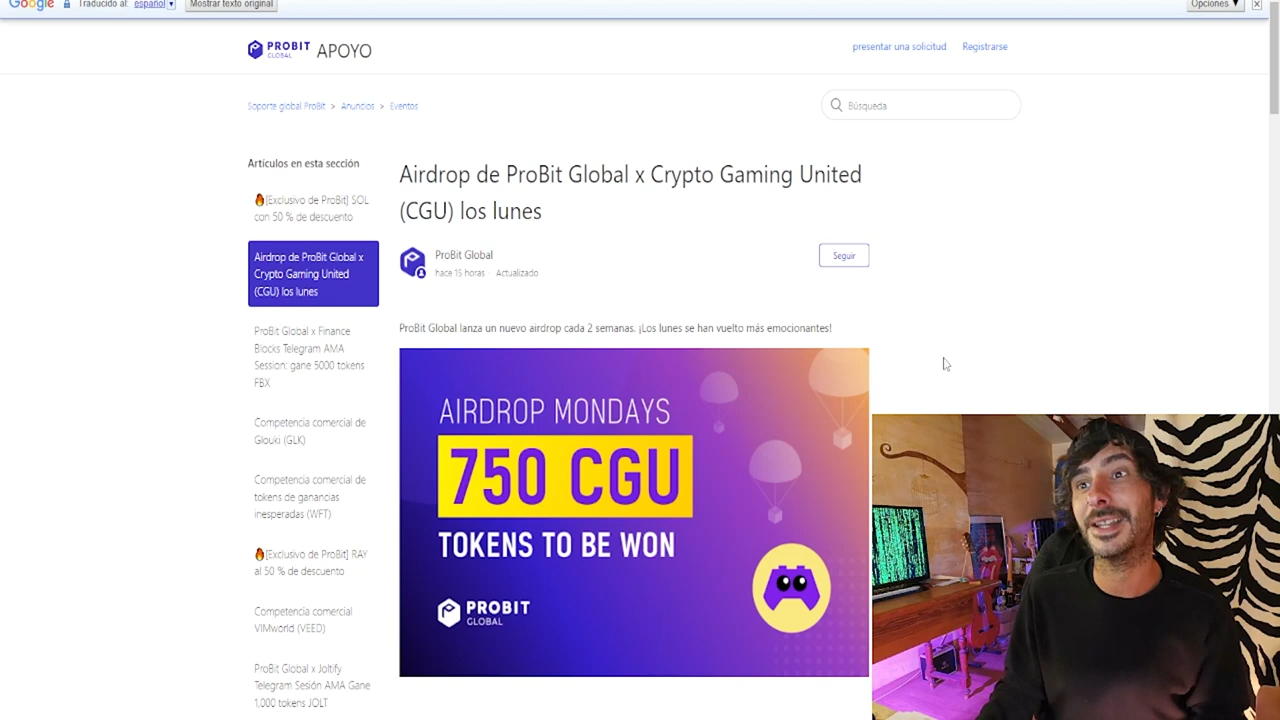 Google Traducido al: español Mostrar texto original Opciones
PROBIT GLOBAL APOYO
presentar una solicitud Registrarse
Soporte global ProBit > Anuncios > Eventos
Búsqueda
Artículos en esta sección
[Exclusivo de ProBit] SOL
con 50 % de descuento
Airdrop de ProBit Global x
Crypto Gaming United
(CGU) los lunes
ProBit Global x Finance
Blocks Telegram AMA
Session: gane 5000 tokens
FBX
Competencia comercial de
Glouki (GLK)
Competencia comercial de
tokens de ganancias
inesperadas (WFT)
[Exclusivo de ProBit] RAY
al 50 % de descuento
Competencia comercial
VIMworld (VEED)
ProBit Global x Joltify
Telegram Sesión AMA Gane
1,000 tokens JOLT
Airdrop de ProBit Global x Crypto Gaming United
(CGU) los lunes
ProBit Global
hace 15 horas · Actualizado
Seguir
ProBit Global lanza un nuevo airdrop cada 2 semanas. ¡Los lunes se han vuelto más emocionantes!
AIRDROP MONDAYS
750 CGU
TOKENS TO BE WON
PROBIT
GLOBAL